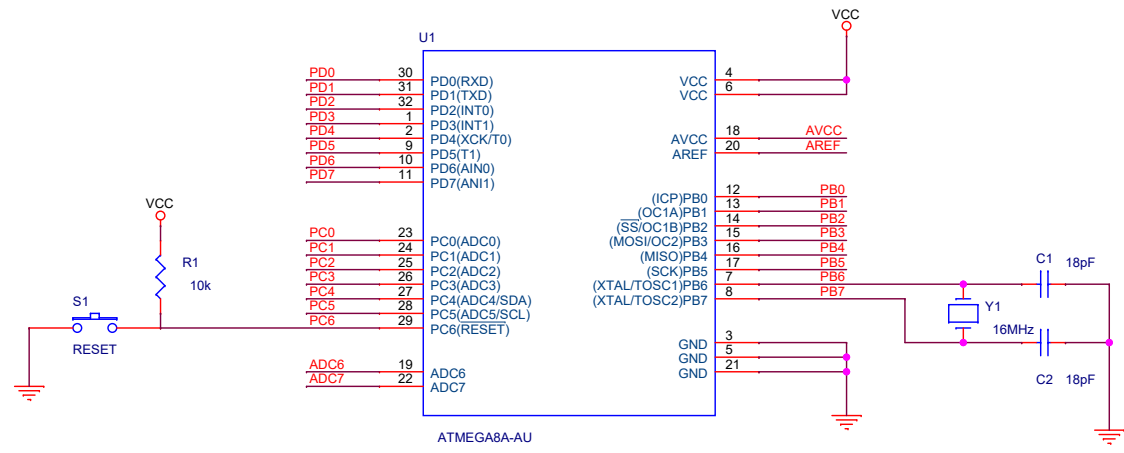 VCC
U1
PD0 30 PD0(RXD)
PD1 31 PD1(TXD)
PD2 32 PD2(INT0)
PD3 1 PD3(INT1)
PD4 2 PD4(XCK/T0)
PD5 9 PD5(T1)
PD6 10 PD6(AIN0)
PD7 11 PD7(ANI1)
VCC 4
VCC 6
AVCC 18 AVCC
AREF 20 AREF
(ICP)PB0 12 PB0
(OC1A)PB1 13 PB1
(SS/OC1B)PB2 14 PB2
(MOSI/OC2)PB3 15 PB3
(MISO)PB4 16 PB4
(SCK)PB5 17 PB5
(XTAL/TOSC1)PB6 7 PB6
(XTAL/TOSC2)PB7 8 PB7
VCC
R1
10k
S1
RESET
PC0 23 PC0(ADC0)
PC1 24 PC1(ADC1)
PC2 25 PC2(ADC2)
PC3 26 PC3(ADC3)
PC4 27 PC4(ADC4/SDA)
PC5 28 PC5(ADC5/SCL)
PC6 29 PC6(RESET)
ADC6 19 ADC6
ADC7 22 ADC7
GND 3
GND 5
GND 21
C1 18pF
Y1
16MHz
C2 18pF
ATMEGA8A-AU